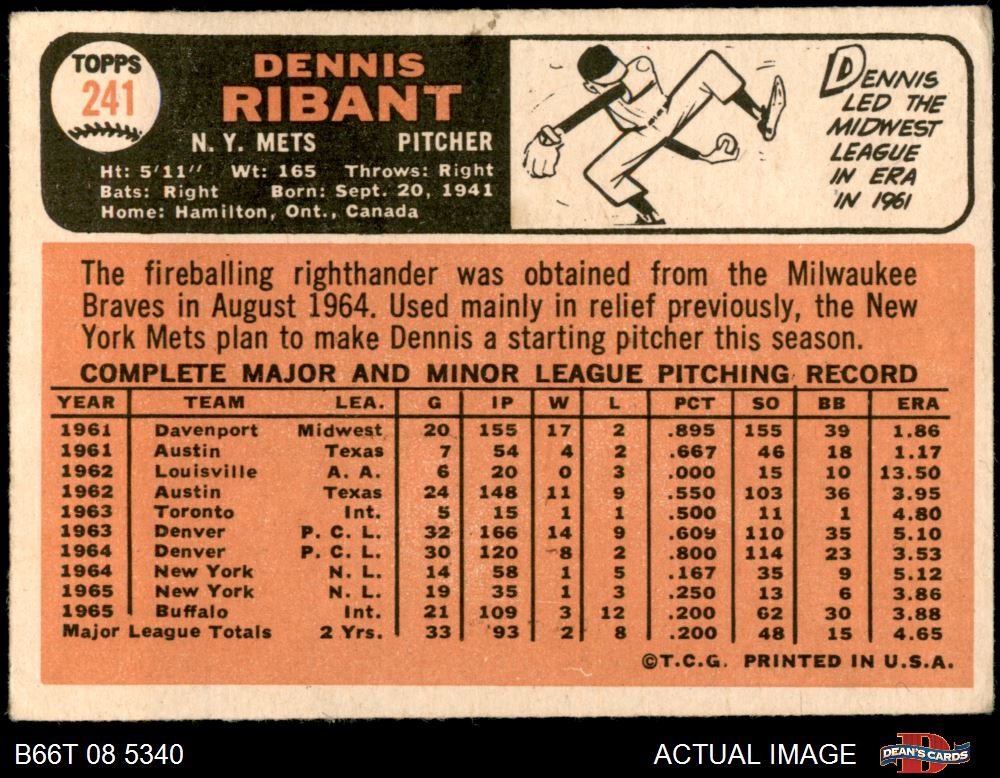 TOPPS
241
DENNIS
RIBANT
N. Y. METS PITCHER
Ht: 5'11" Wt: 165 Throws: Right
Bats: Right Born: Sept. 20, 1941
Home: Hamilton, Ont., Canada
DENNIS
LED THE
MIDWEST
LEAGUE
IN ERA
IN 1961
The fireballing righthander was obtained from the Milwaukee
Braves in August 1964. Used mainly in relief previously, the New
York Mets plan to make Dennis a starting pitcher this season.
COMPLETE MAJOR AND MINOR LEAGUE PITCHING RECORD
YEAR TEAM LEA. G IP W L PCT SO BB ERA
1961 Davenport Midwest 20 155 17 2 .895 155 39 1.86
1961 Austin Texas 7 54 4 2 .667 46 18 1.17
1962 Louisville A. A. 6 20 0 3 .000 15 10 13.50
1962 Austin Texas 24 148 11 9 .550 103 36 3.95
1963 Toronto Int. 5 15 1 1 .500 11 1 4.80
1963 Denver P. C. L. 32 166 14 9 .609 110 35 5.10
1964 Denver P. C. L. 30 120 8 2 .800 114 23 3.53
1964 New York N. L. 14 58 1 5 .167 35 9 5.12
1965 New York N. L. 19 35 1 3 .250 13 6 3.86
1965 Buffalo Int. 21 109 3 12 .200 62 30 3.88
Major League Totals 2 Yrs. 33 93 2 8 .200 48 15 4.65
©T.C.G. PRINTED IN U.S.A.
B66T 08 5340 ACTUAL IMAGE DEAN'S CARDS